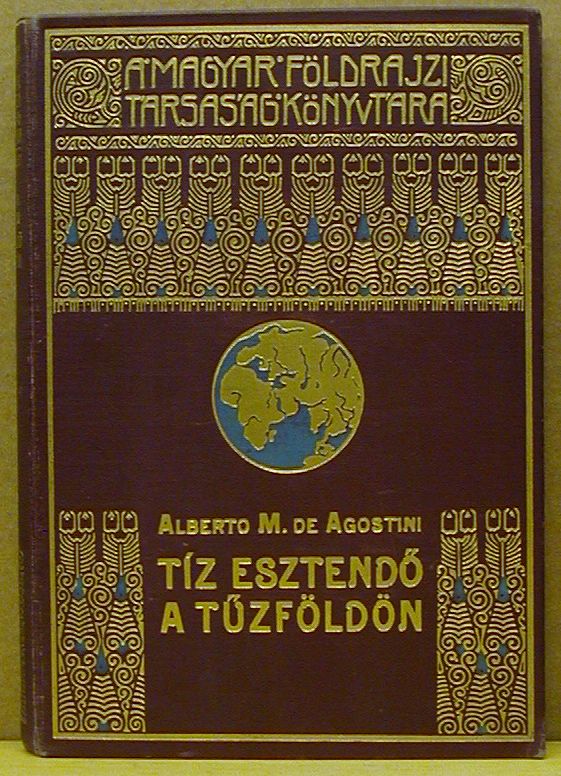 A MAGYAR FÖLDRAJZI
TÁRSASÁG KÖNYVTÁRA
ALBERTO M. DE AGOSTINI
TÍZ ESZTENDŐ
A TŰZFÖLDÖN